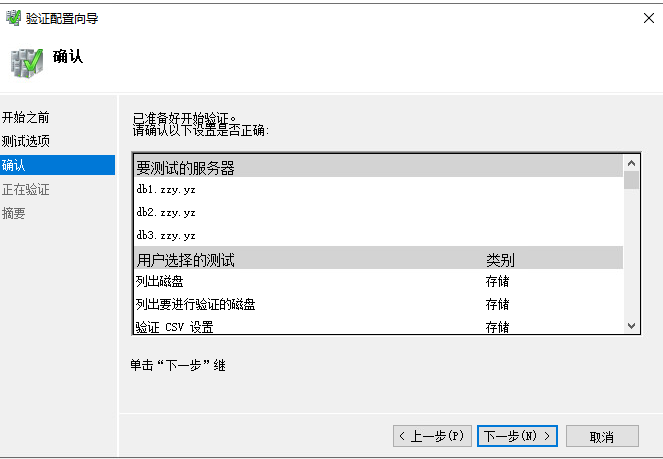 验证配置向导
确认
开始之前
测试选项
确认
正在验证
摘要
已准备好开始验证。
请确认以下设置是否正确:
要测试的服务器
db1.zzy.yz
db2.zzy.yz
db3.zzy.yz
用户选择的测试 类别
列出磁盘 存储
列出要进行验证的磁盘 存储
验证 CSV 设置 存储
单击“下一步”继
< 上一步(P) 下一步(N) > 取消